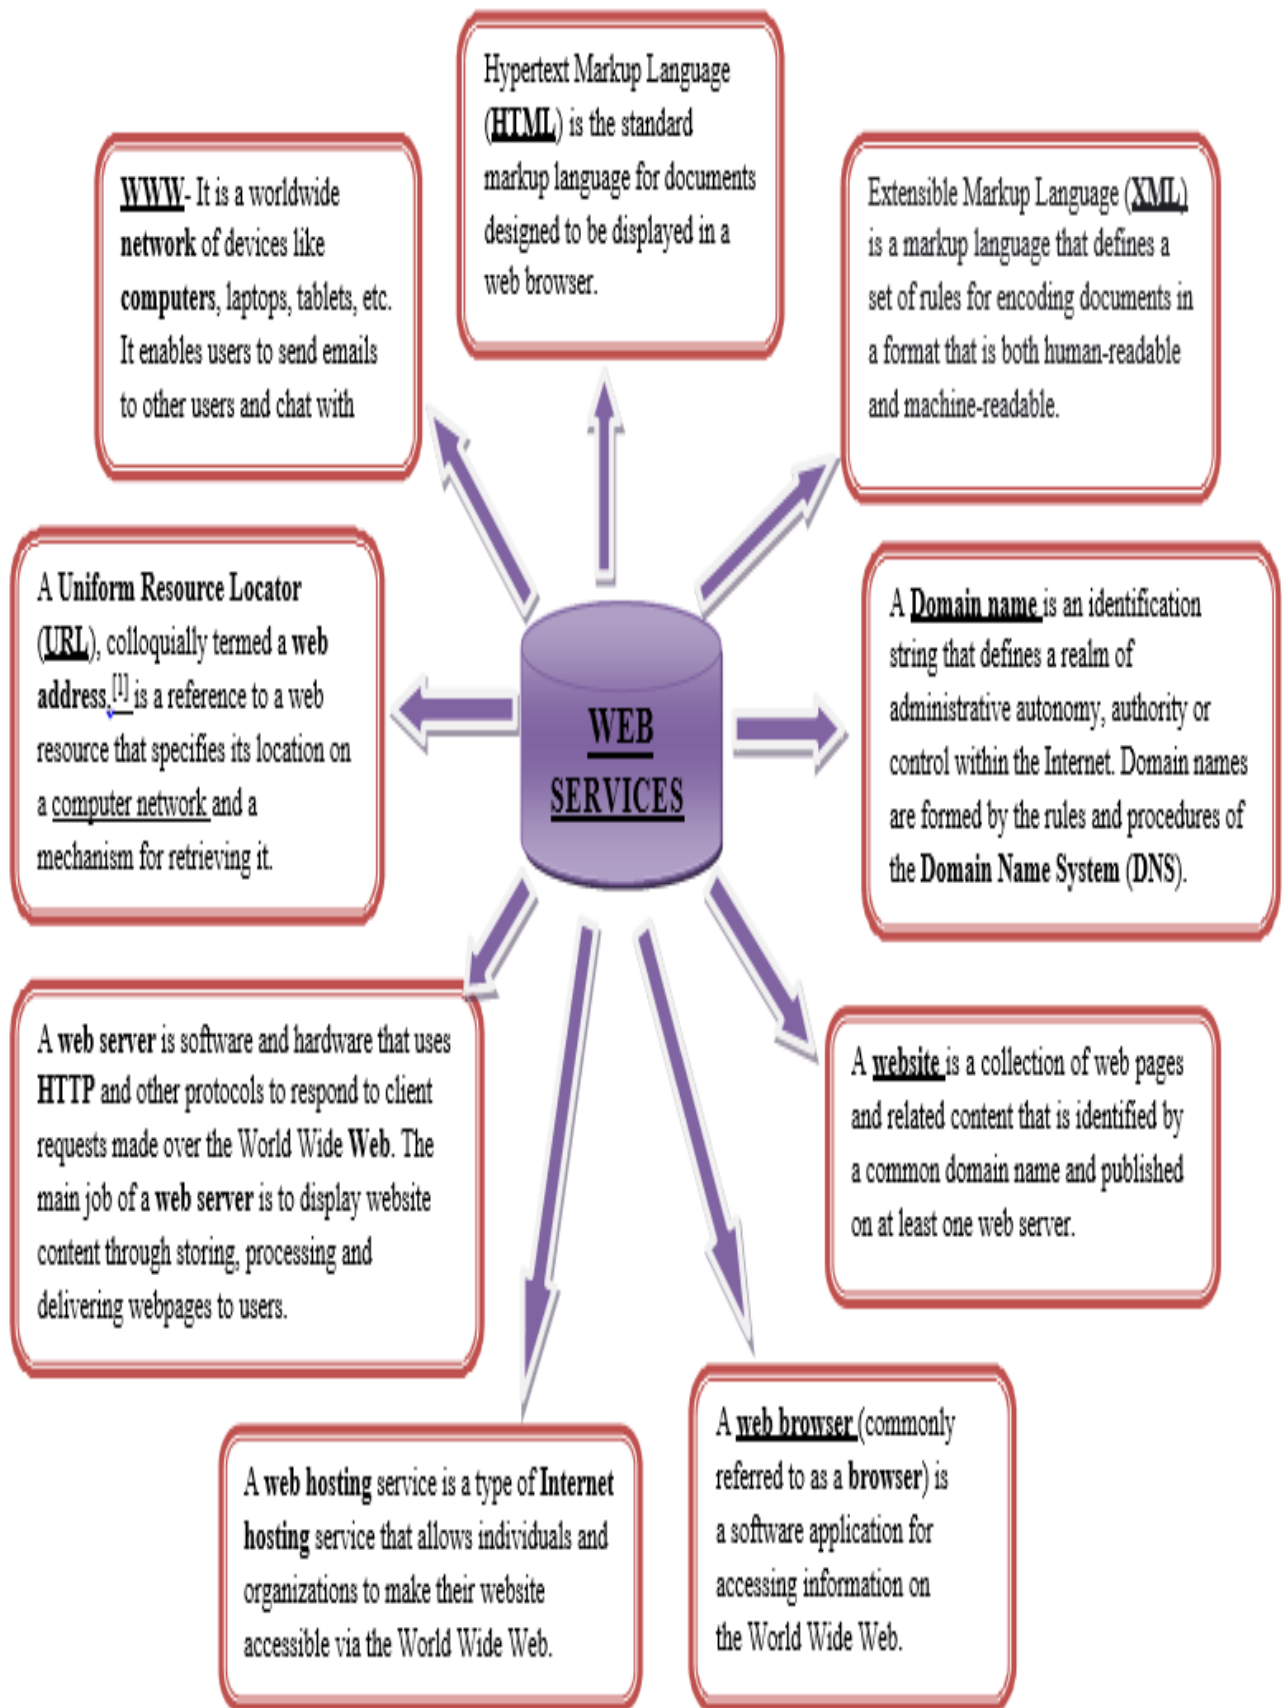 Hypertext Markup Language
(HTML) is the standard
markup language for documents
designed to be displayed in a
web browser.
WWW- It is a worldwide
network of devices like
computers, laptops, tablets, etc.
It enables users to send emails
to other users and chat with
Extensible Markup Language (XML)
is a markup language that defines a
set of rules for encoding documents in
a format that is both human-readable
and machine-readable.
A Uniform Resource Locator
(URL), colloquially termed a web
address,[1] is a reference to a web
resource that specifies its location on
a computer network and a
mechanism for retrieving it.
WEB
SERVICES
A Domain name is an identification
string that defines a realm of
administrative autonomy, authority or
control within the Internet. Domain names
are formed by the rules and procedures of
the Domain Name System (DNS).
A web server is software and hardware that uses
HTTP and other protocols to respond to client
requests made over the World Wide Web. The
main job of a web server is to display website
content through storing, processing and
delivering webpages to users.
A website is a collection of web pages
and related content that is identified by
a common domain name and published
on at least one web server.
A web hosting service is a type of Internet
hosting service that allows individuals and
organizations to make their website
accessible via the World Wide Web.
A web browser (commonly
referred to as a browser) is
a software application for
accessing information on
the World Wide Web.